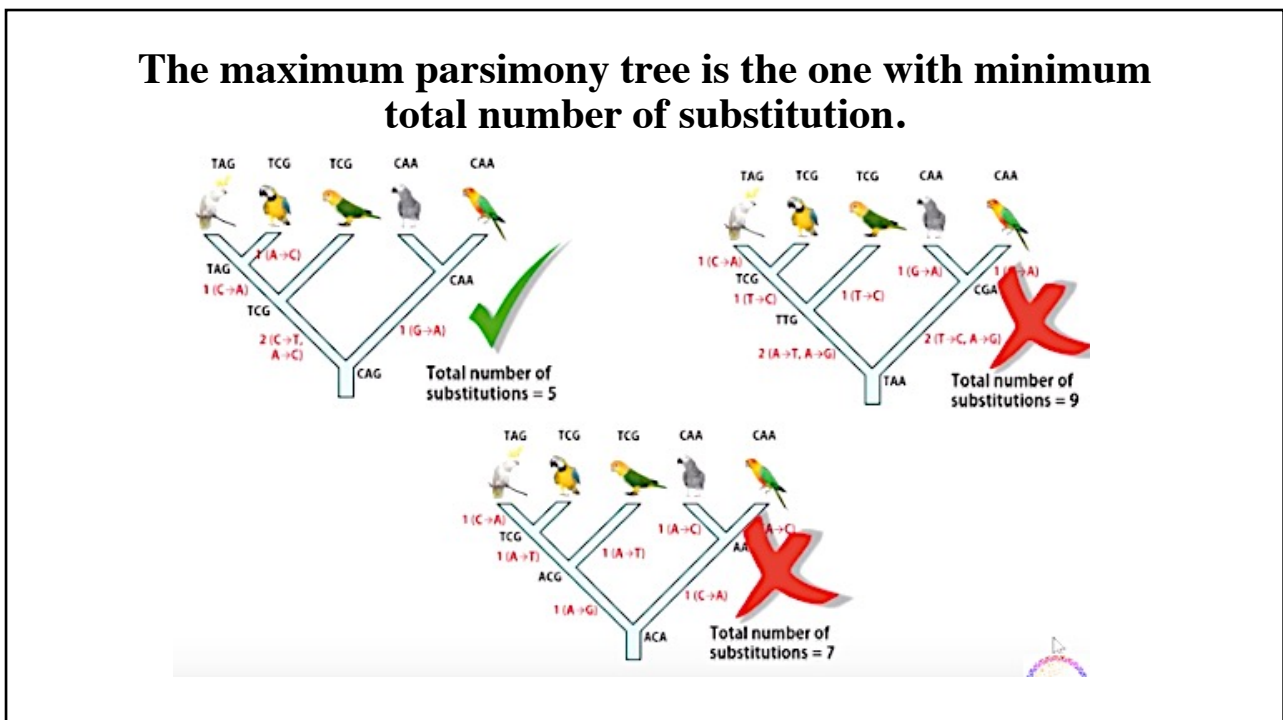 The maximum parsimony tree is the one with minimum
total number of substitution.
TAG TCG TCG CAA CAA
1 (A→C)
TAG
1 (C→A)
CAA
TCG
2 (C→T,
A→C)
1 (G→A)
CAG
Total number of
substitutions = 5
TAG TCG TCG CAA CAA
1 (C→A)
TCG
1 (G→A)
CGA
1 (T→C)
1 (T→C)
TTG
2 (A→T, A→G)
2 (T→C, A→G)
TAA
Total number of
substitutions = 9
TAG TCG TCG CAA CAA
1 (C→A)
TCG
1 (A→C)
1 (A→T)
1 (A→T)
ACG
1 (A→G)
1 (C→A)
ACA
Total number of
substitutions = 7